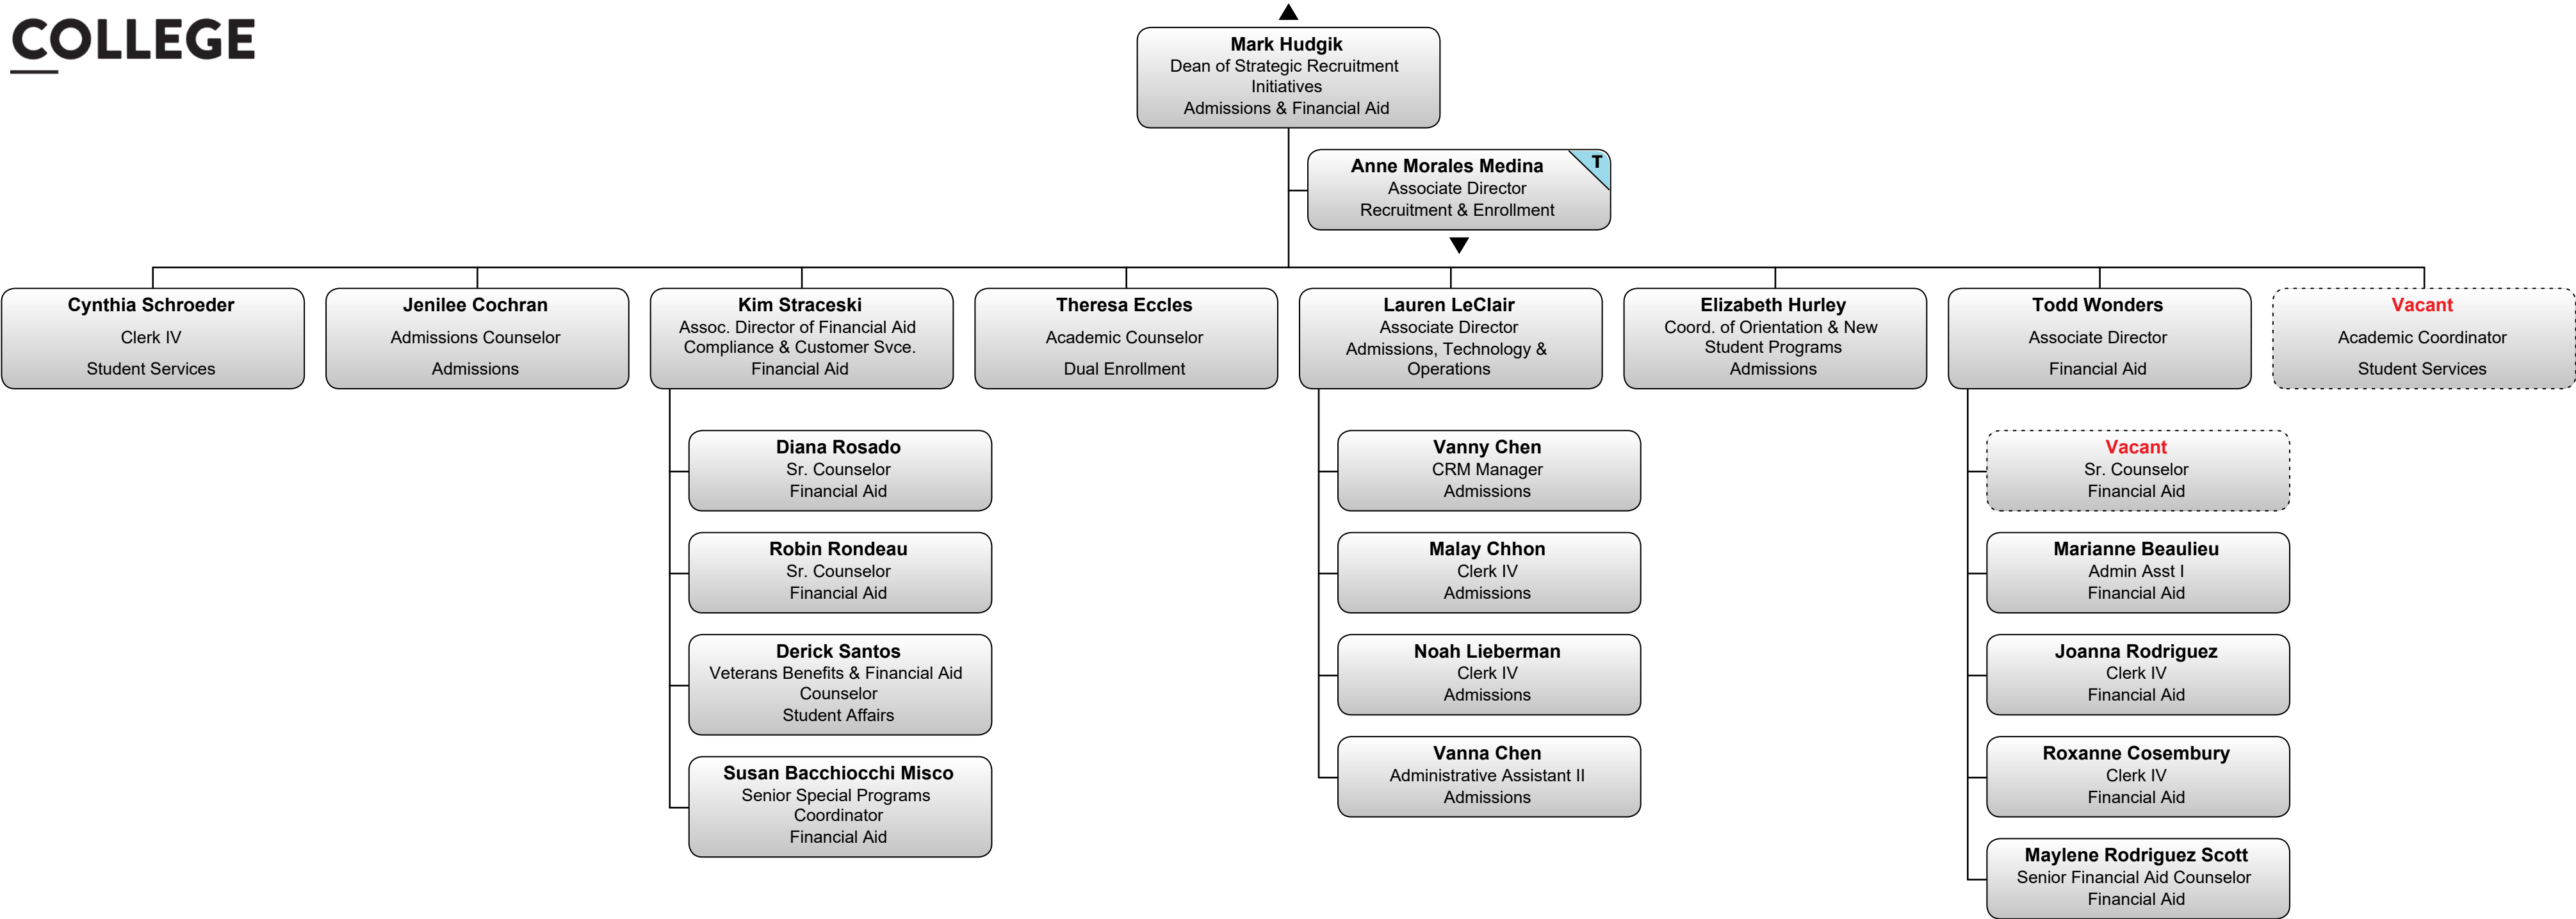 COLLEGE
Mark Hudgik
Dean of Strategic Recruitment
Initiatives
Admissions & Financial Aid
Anne Morales Medina
T
Associate Director
Recruitment & Enrollment
Cynthia Schroeder
Clerk IV
Student Services
Jenilee Cochran
Admissions Counselor
Admissions
Kim Straceski
Assoc. Director of Financial Aid
Compliance & Customer Svce.
Financial Aid
Theresa Eccles
Academic Counselor
Dual Enrollment
Lauren LeClair
Associate Director
Admissions, Technology &
Operations
Elizabeth Hurley
Coord. of Orientation & New
Student Programs
Admissions
Todd Wonders
Associate Director
Financial Aid
Vacant
Academic Coordinator
Student Services
Diana Rosado
Sr. Counselor
Financial Aid
Robin Rondeau
Sr. Counselor
Financial Aid
Derick Santos
Veterans Benefits & Financial Aid
Counselor
Student Affairs
Susan Bacchiocchi Misco
Senior Special Programs
Coordinator
Financial Aid
Vanny Chen
CRM Manager
Admissions
Malay Chhon
Clerk IV
Admissions
Noah Lieberman
Clerk IV
Admissions
Vanna Chen
Administrative Assistant II
Admissions
Vacant
Sr. Counselor
Financial Aid
Marianne Beaulieu
Admin Asst I
Financial Aid
Joanna Rodriguez
Clerk IV
Financial Aid
Roxanne Cosembury
Clerk IV
Financial Aid
Maylene Rodriguez Scott
Senior Financial Aid Counselor
Financial Aid